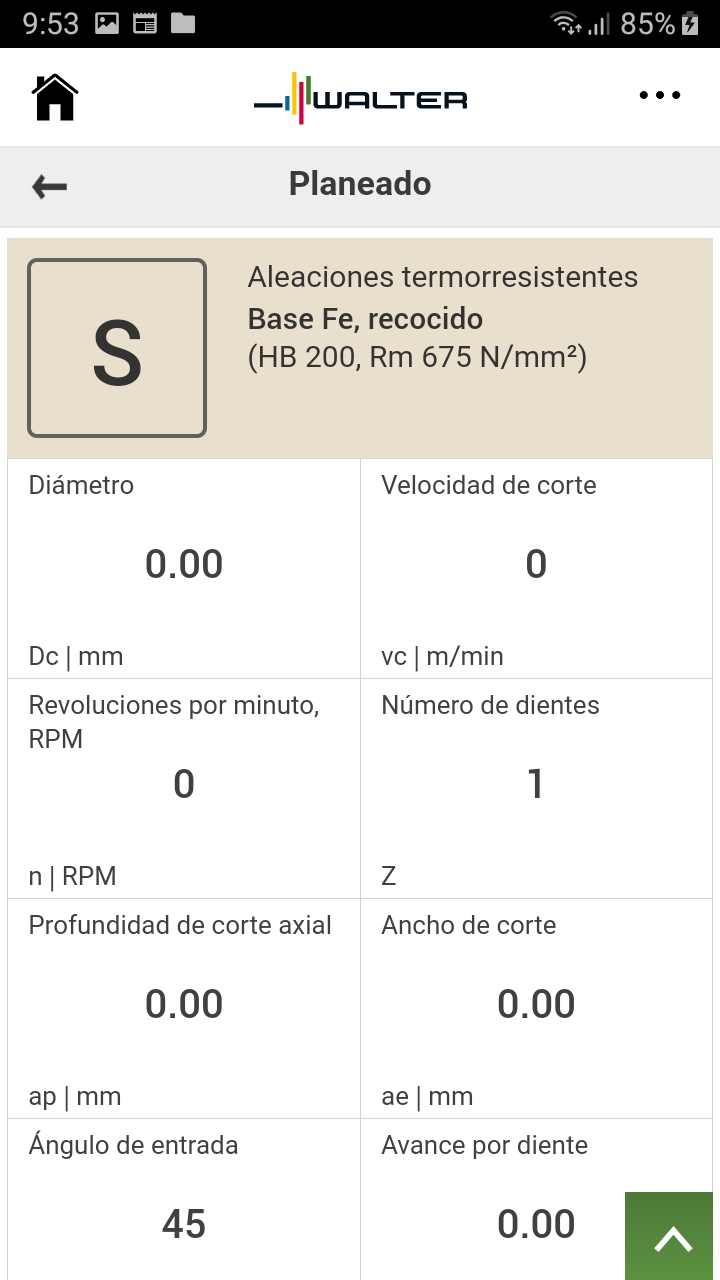 9:53
85%
WALTER
Planeado
S
Aleaciones termorresistentes
Base Fe, recocido
(HB 200, Rm 675 N/mm²)
Diámetro
0.00
Dc | mm
Velocidad de corte
0
vc | m/min
Revoluciones por minuto,
RPM
0
n | RPM
Número de dientes
1
Z
Profundidad de corte axial
0.00
ap | mm
Ancho de corte
0.00
ae | mm
Ángulo de entrada
45
Avance por diente
0.00